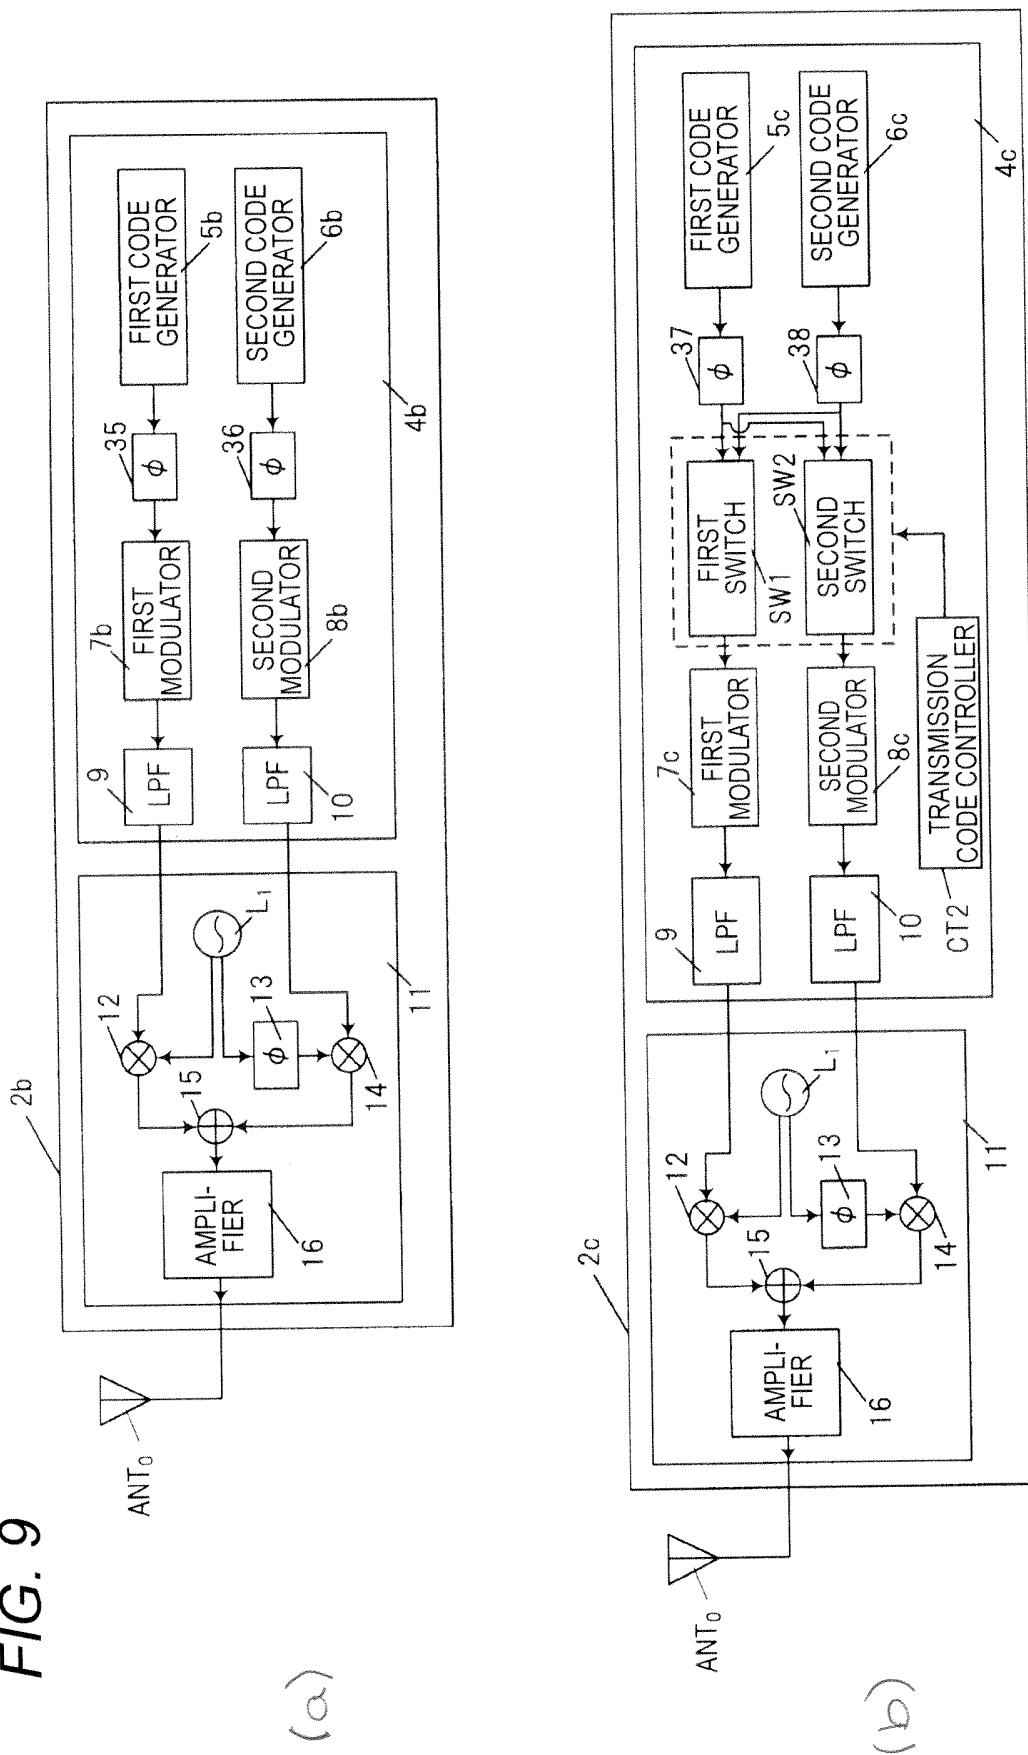 FIG. 9
2b
ANT₀
AMPLI-
FIER
16
15
12
13
ϕ
14
L₁
11
9
LPF
LPF
10
7b
FIRST
MODULATOR
SECOND
MODULATOR
8b
35
ϕ
36
ϕ
FIRST CODE
GENERATOR
5b
SECOND CODE
GENERATOR
6b
4b
2c
ANT₀
AMPLI-
FIER
16
15
12
13
ϕ
14
L₁
11
9
LPF
LPF
10
7c
FIRST
MODULATOR
SECOND
MODULATOR
8c
CT2
TRANSMISSION
CODE CONTROLLER
FIRST
SWITCH
SW1
SW2
SECOND
SWITCH
37
ϕ
38
ϕ
FIRST CODE
GENERATOR
5c
SECOND CODE
GENERATOR
6c
4c